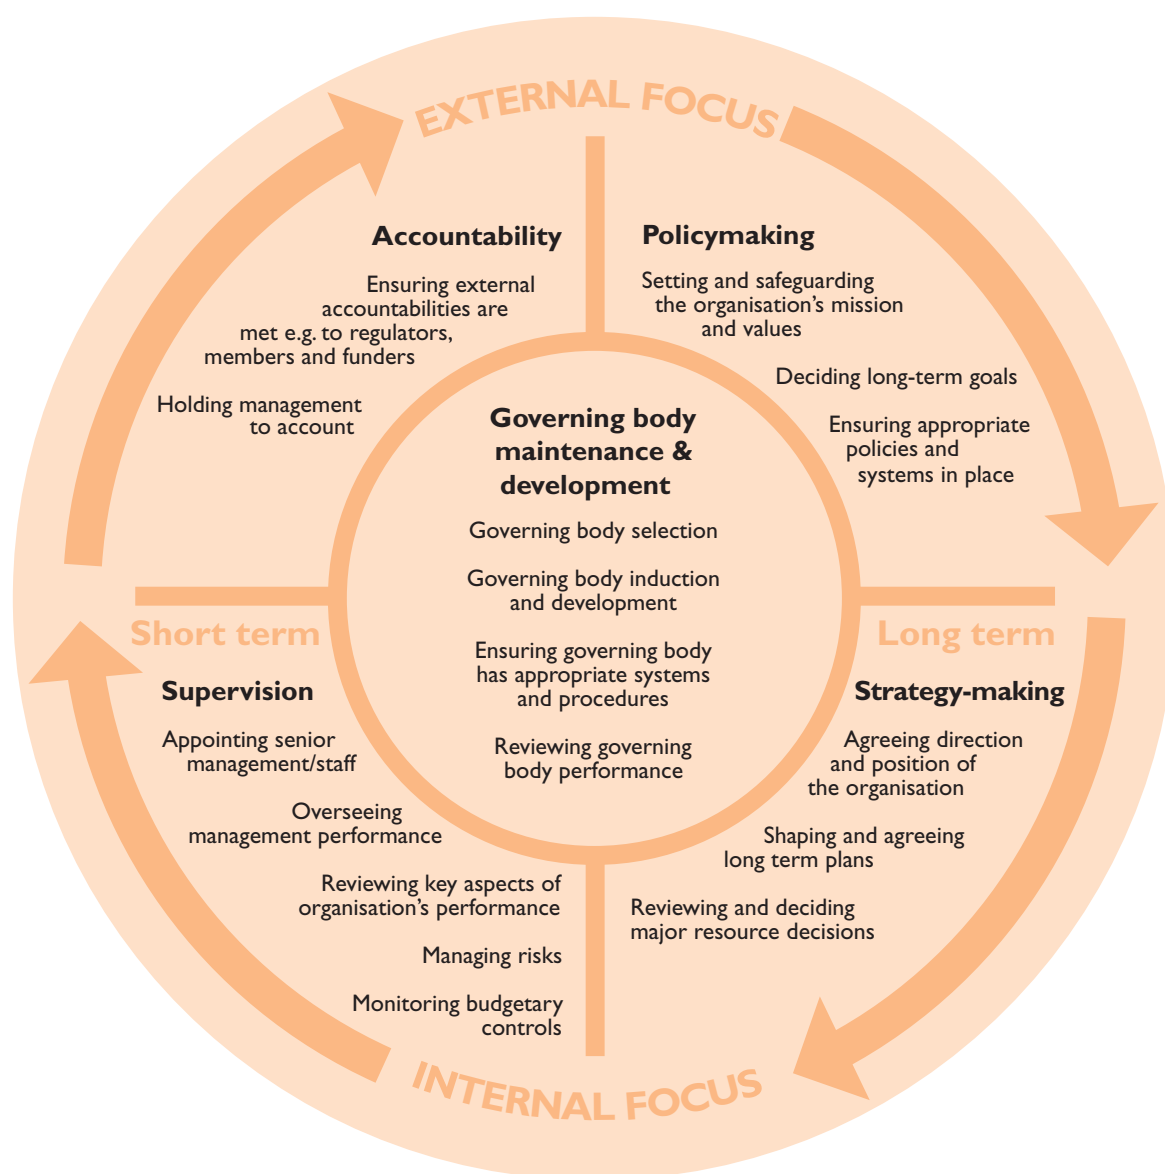 EXTERNAL FOCUS
Accountability
Ensuring external
accountabilities are
met e.g. to regulators,
members and funders
Holding management
to account
Policymaking
Setting and safeguarding
the organisation’s mission
and values
Deciding long-term goals
Ensuring appropriate
policies and
systems in place
Governing body
maintenance &
development
Governing body selection
Governing body induction
and development
Ensuring governing body
has appropriate systems
and procedures
Reviewing governing
body performance
Short term
Long term
Supervision
Appointing senior
management/staff
Overseeing
management performance
Reviewing key aspects of
organisation’s performance
Managing risks
Monitoring budgetary
controls
Strategy-making
Agreeing direction
and position of
the organisation
Shaping and agreeing
long term plans
Reviewing and deciding
major resource decisions
INTERNAL FOCUS